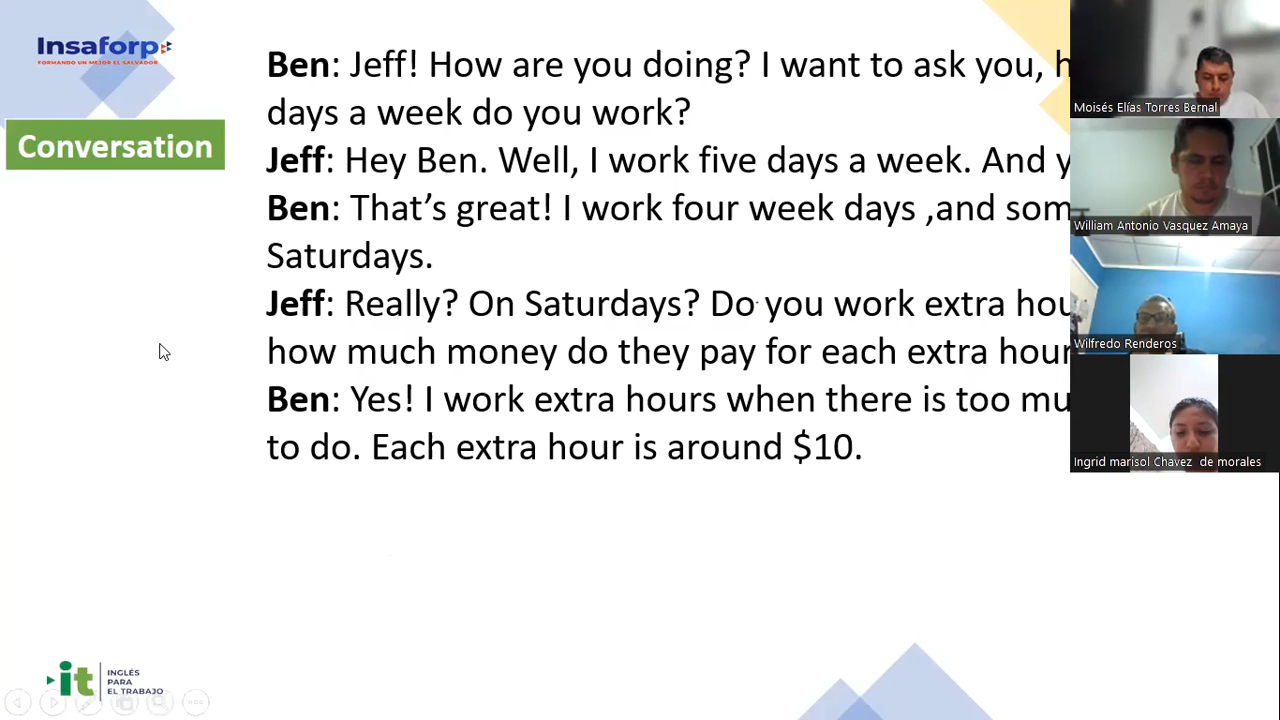 Insaforp
FORMANDO UN MEJOR EL SALVADOR
Conversation
Ben: Jeff! How are you doing? I want to ask you, h
days a week do you work?
Jeff: Hey Ben. Well, I work five days a week. And y
Ben: That’s great! I work four week days ,and som
Saturdays.
Jeff: Really? On Saturdays? Do you work extra hou
how much money do they pay for each extra hour
Ben: Yes! I work extra hours when there is too mu
to do. Each extra hour is around $10.
Moisés Elías Torres Bernal
William Antonio Vasquez Amaya
Wilfredo Renderos
Ingrid marisol Chavez de morales
it
INGLÉS
PARA
EL TRABAJO